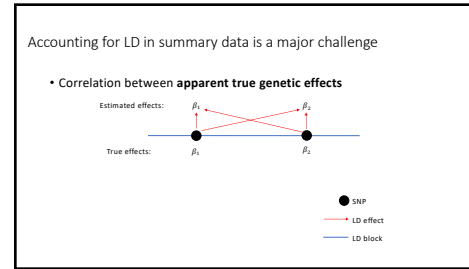 Accounting for LD in summary data is a major challenge
• Correlation between apparent true genetic effects
Estimated effects: β₁ β₂
True effects: β₁ β₂
SNP
LD effect
LD block